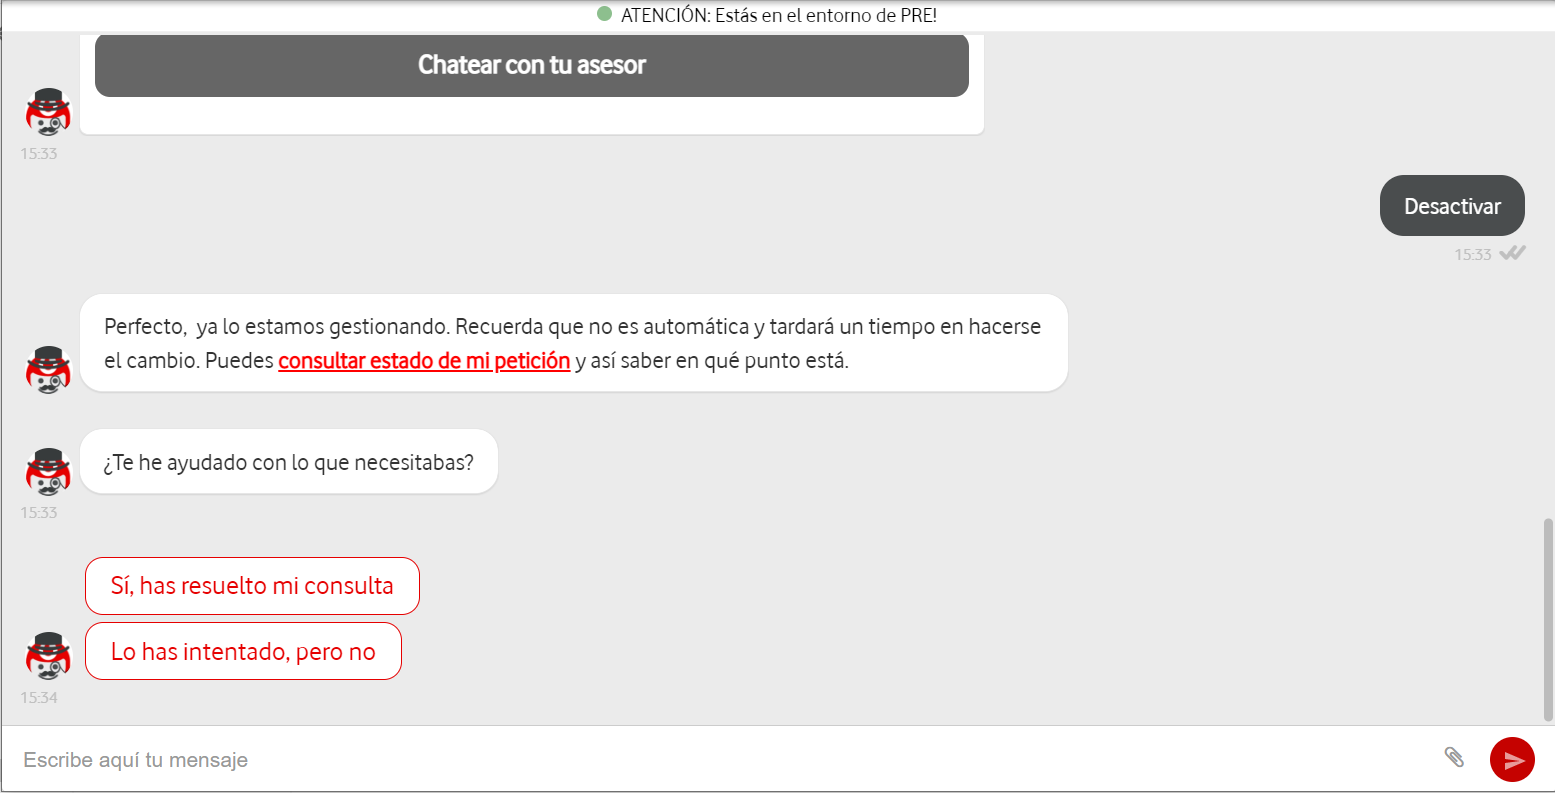 ATENCIÓN: Estás en el entorno de PRE!
Chatear con tu asesor
15:33
Desactivar
15:33
Perfecto, ya lo estamos gestionando. Recuerda que no es automática y tardará un tiempo en hacerse
el cambio. Puedes consultar estado de mi petición y así saber en qué punto está.
¿Te he ayudado con lo que necesitabas?
15:33
Sí, has resuelto mi consulta
Lo has intentado, pero no
15:34
Escribe aquí tu mensaje